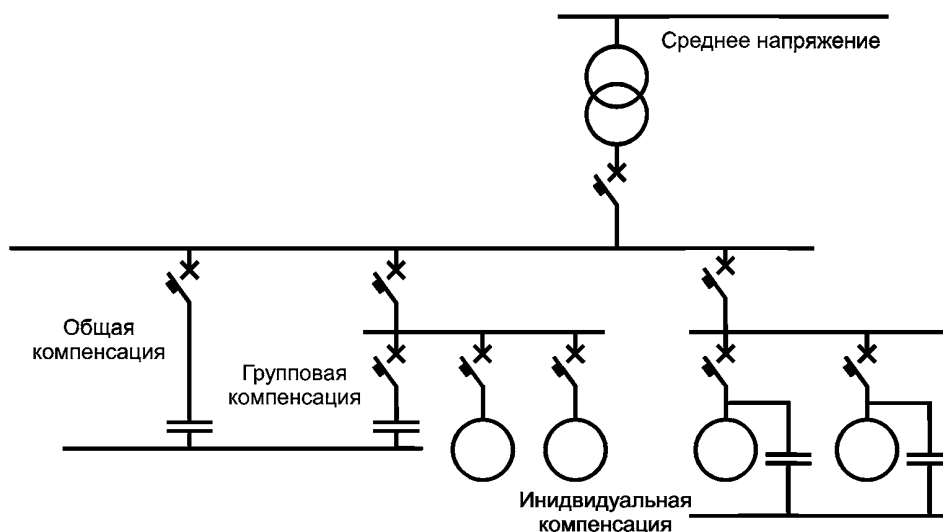 Среднее напряжение
Общая
компенсация
Групповая
компенсация
Инидвидуальная
компенсация